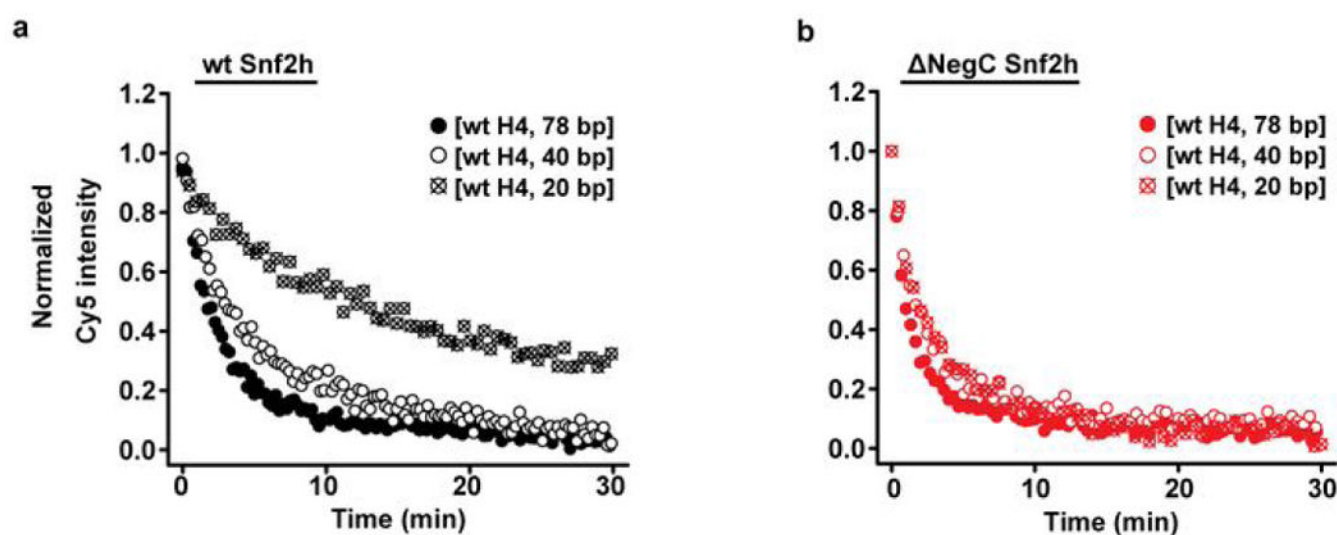 a
wt Snf2h
1.2
1.0
0.8
0.6
0.4
0.2
0.0
Normalized
Cy5 intensity
[wt H4, 78 bp]
[wt H4, 40 bp]
[wt H4, 20 bp]
0 10 20 30
Time (min)
b
ΔNegC Snf2h
1.2
1.0
0.8
0.6
0.4
0.2
0.0
[wt H4, 78 bp]
[wt H4, 40 bp]
[wt H4, 20 bp]
0 10 20 30
Time (min)